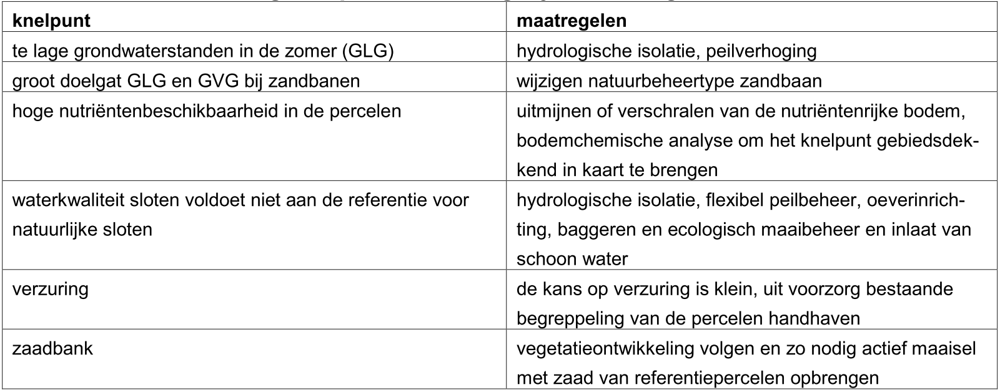 knelpunt
maatregelen
te lage grondwaterstanden in de zomer (GLG)
hydrologische isolatie, peilverhoging
groot doelgat GLG en GVG bij zandbanen
wijzigen natuurbeheertype zandbaan
hoge nutriëntenbeschikbaarheid in de percelen
uitmijnen of verschralen van de nutriëntenrijke bodem,
bodemchemische analyse om het knelpunt gebiedsdek-
kend in kaart te brengen
waterkwaliteit sloten voldoet niet aan de referentie voor
natuurlijke sloten
hydrologische isolatie, flexibel peilbeheer, oeverinrich-
ting, baggeren en ecologisch maaibeheer en inlaat van
schoon water
verzuring
de kans op verzuring is klein, uit voorzorg bestaande
begreppeling van de percelen handhaven
zaadbank
vegetatieontwikkeling volgen en zo nodig actief maaisel
met zaad van referentiepercelen opbrengen